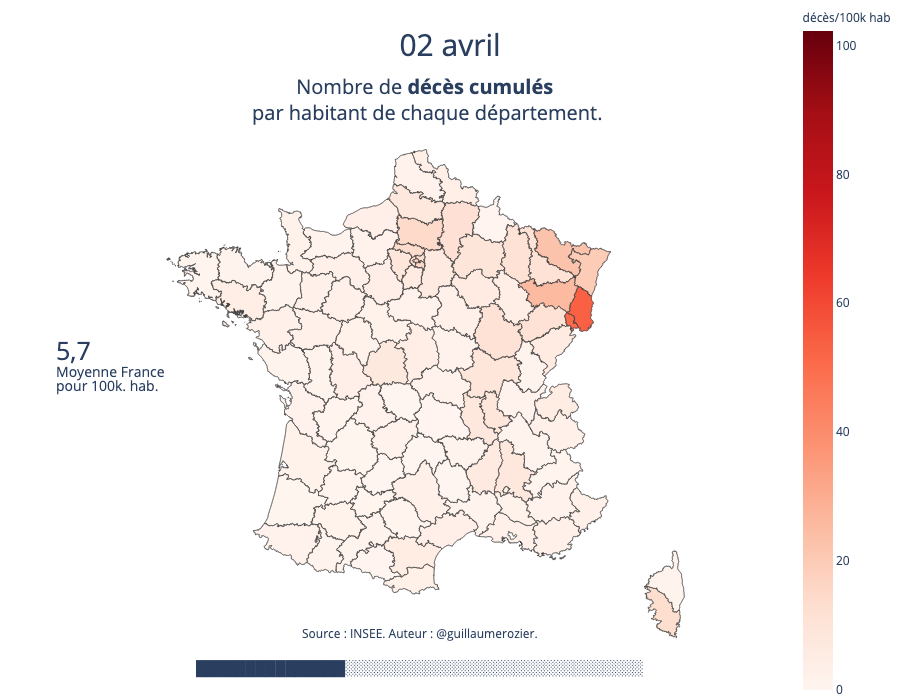 02 avril
Nombre de décès cumulés
par habitant de chaque département.
décès/100k hab
100
80
60
40
20
0
5,7
Moyenne France
pour 100k. hab.
Source : INSEE. Auteur : @guillaumerozier.